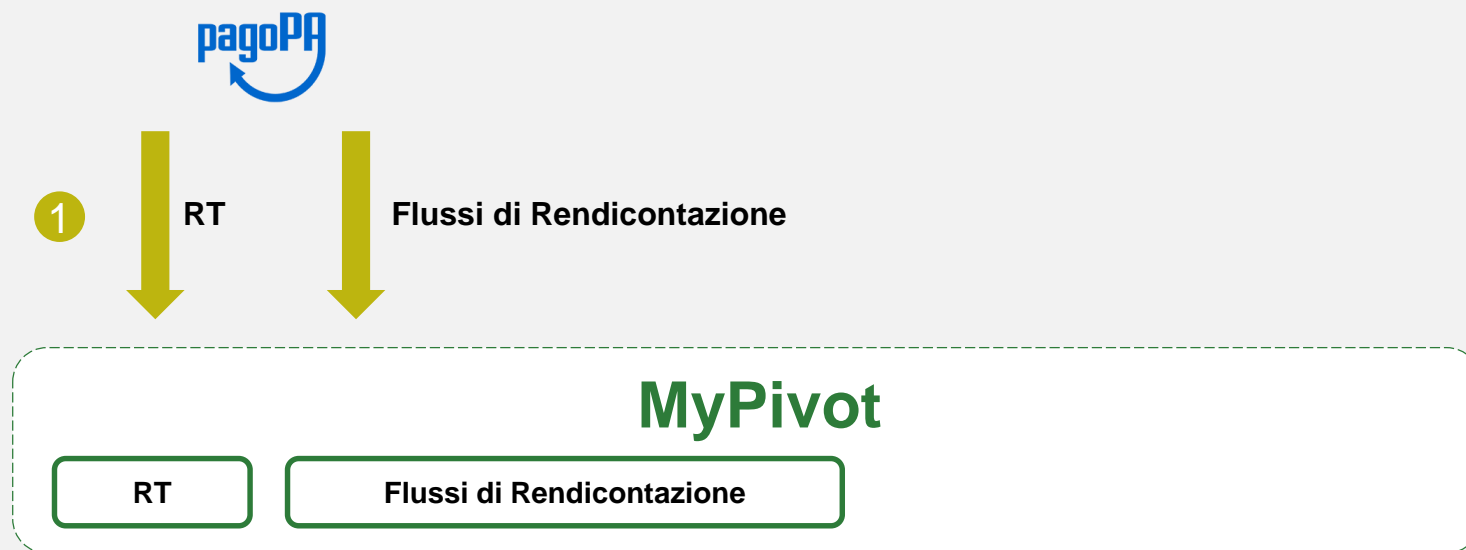 pagoPA
1
RT
Flussi di Rendicontazione
MyPivot
RT
Flussi di Rendicontazione